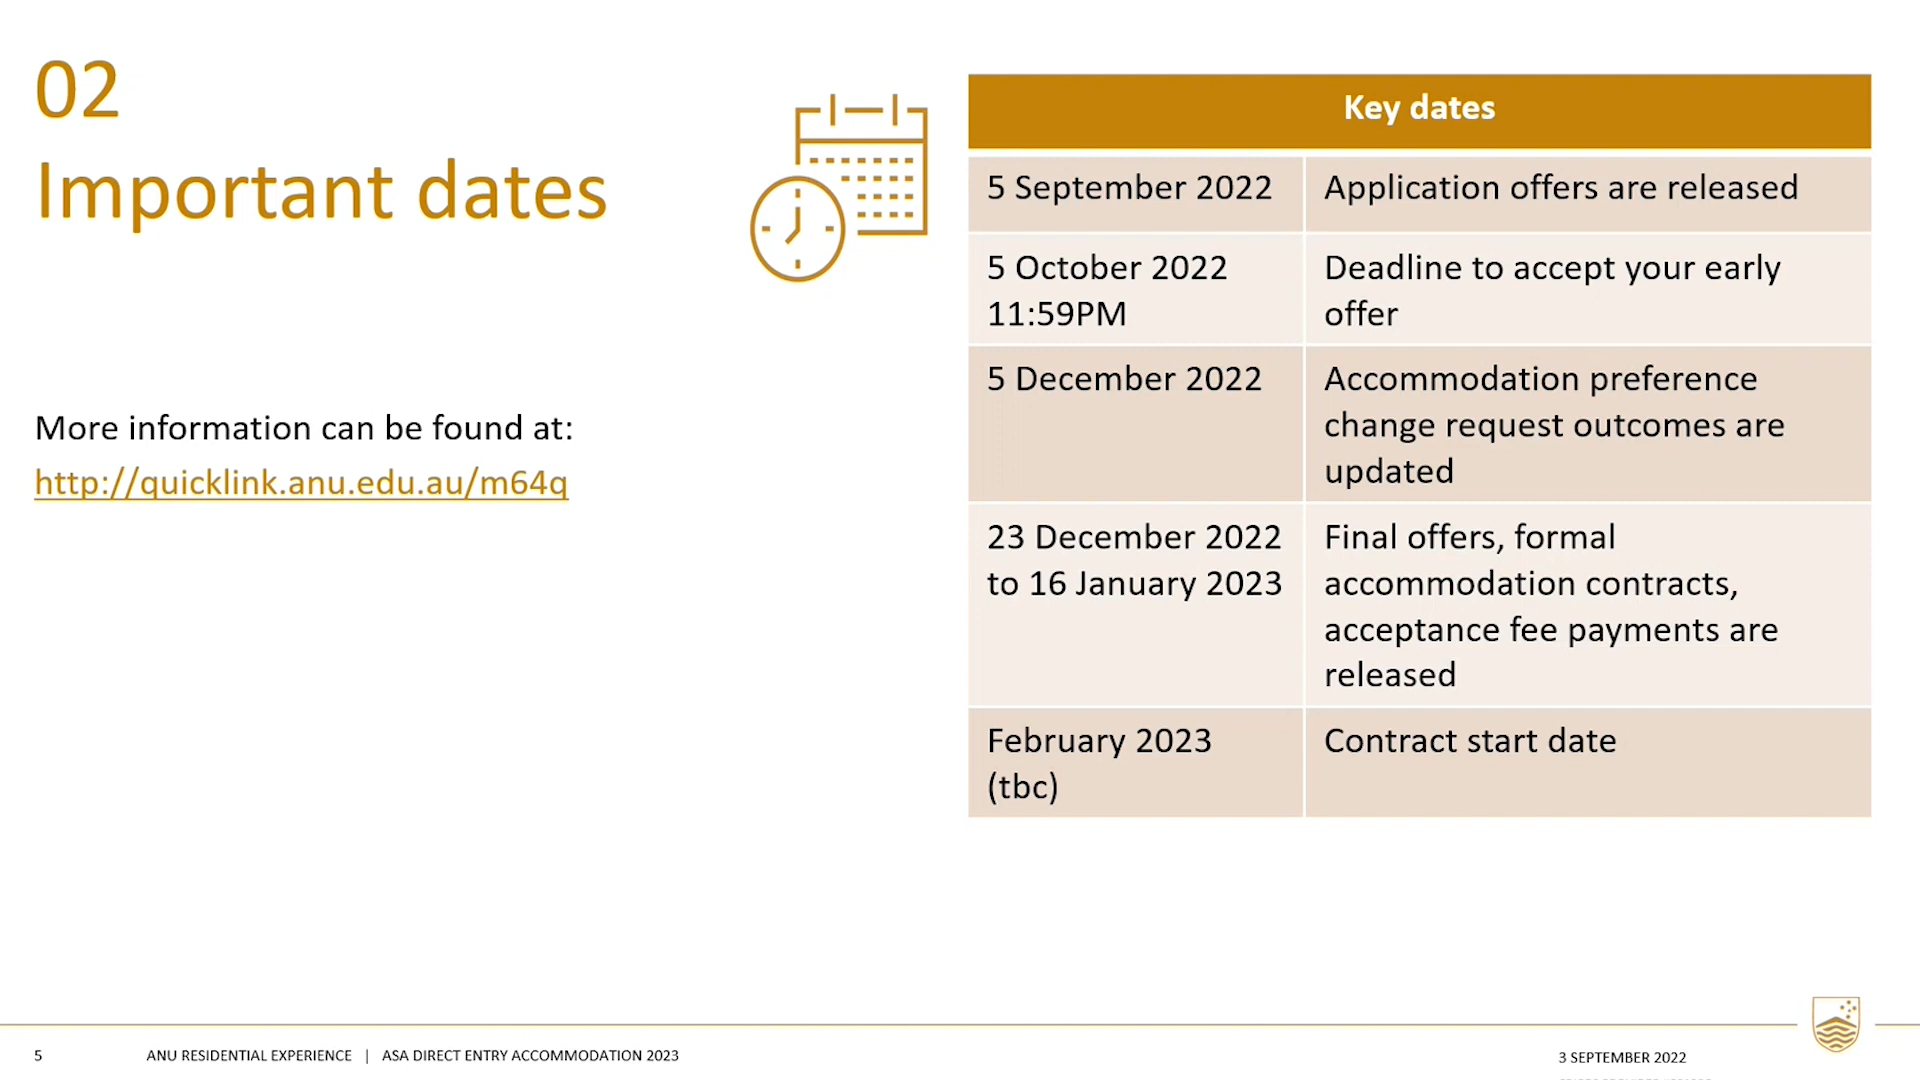 02
Important dates
More information can be found at:
http://quicklink.anu.edu.au/m64q
Key dates
5 September 2022
Application offers are released
5 October 2022
11:59PM
Deadline to accept your early
offer
5 December 2022
Accommodation preference
change request outcomes are
updated
23 December 2022
to 16 January 2023
Final offers, formal
accommodation contracts,
acceptance fee payments are
released
February 2023
(tbc)
Contract start date
5
ANU RESIDENTIAL EXPERIENCE | ASA DIRECT ENTRY ACCOMMODATION 2023
3 SEPTEMBER 2022